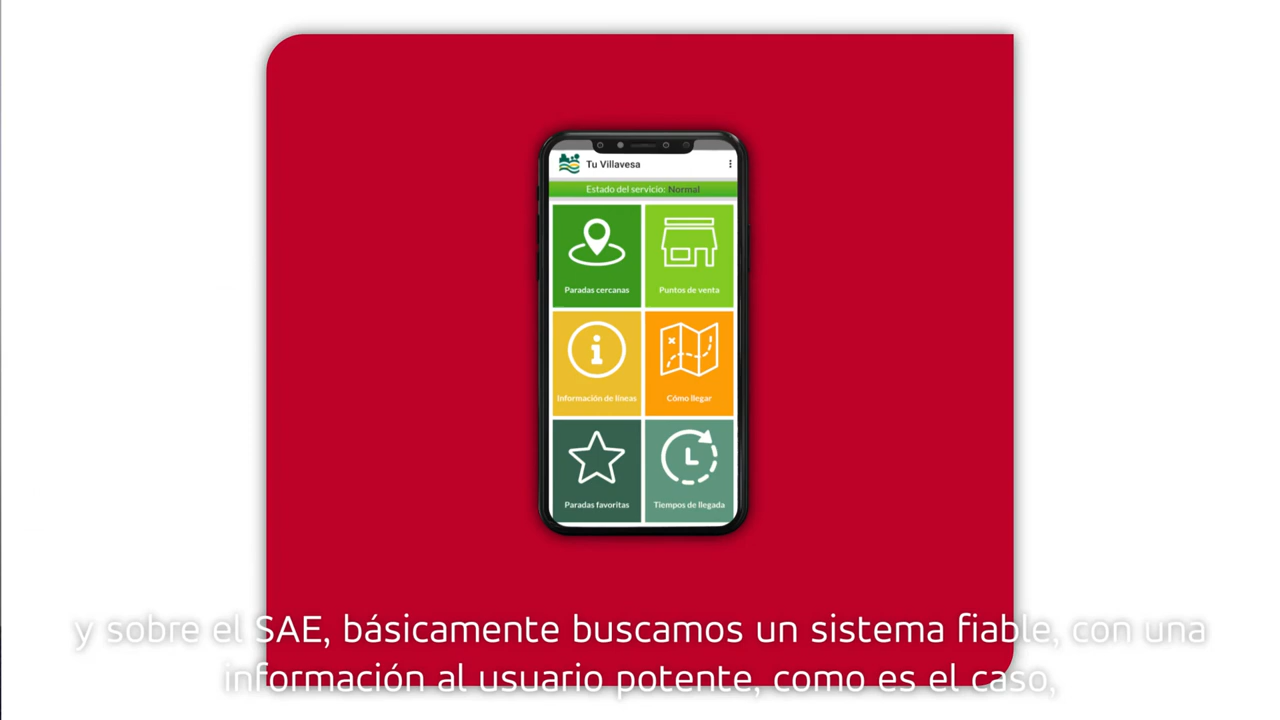 Tu Villavesa
Estado del servicio: Normal
Paradas cercanas
Puntos de venta
Información de líneas
Cómo llegar
Paradas favoritas
Tiempos de llegada
y sobre el SAE, básicamente buscamos un sistema fiable, con una
información al usuario potente, como es el caso,